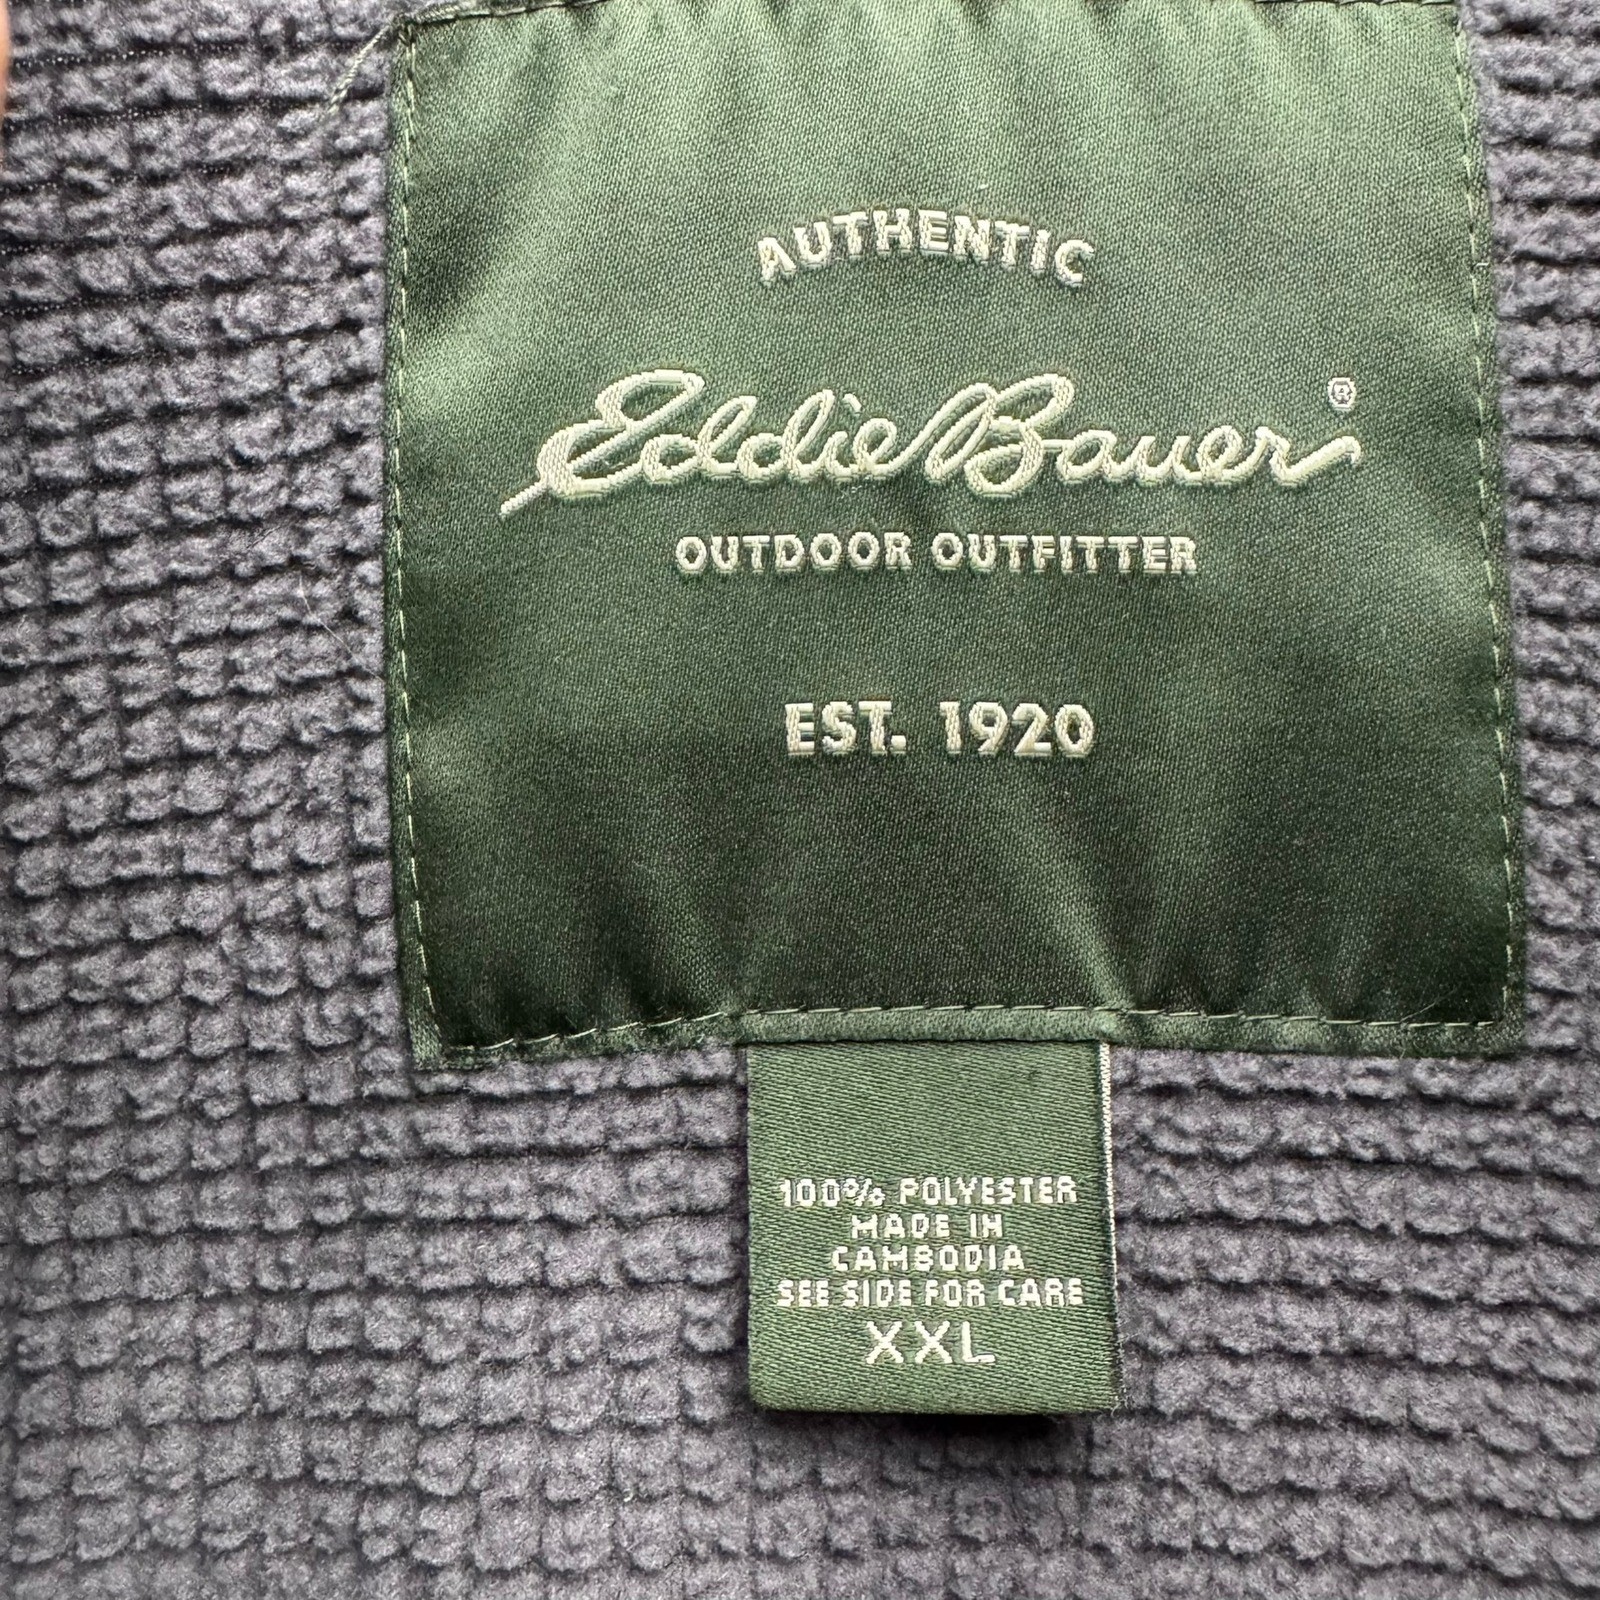 AUTHENTIC
Eddie Bauer®
OUTDOOR OUTFITTER
EST. 1920
100% POLYESTER
MADE IN
CAMBODIA
SEE SIDE FOR CARE
XXL